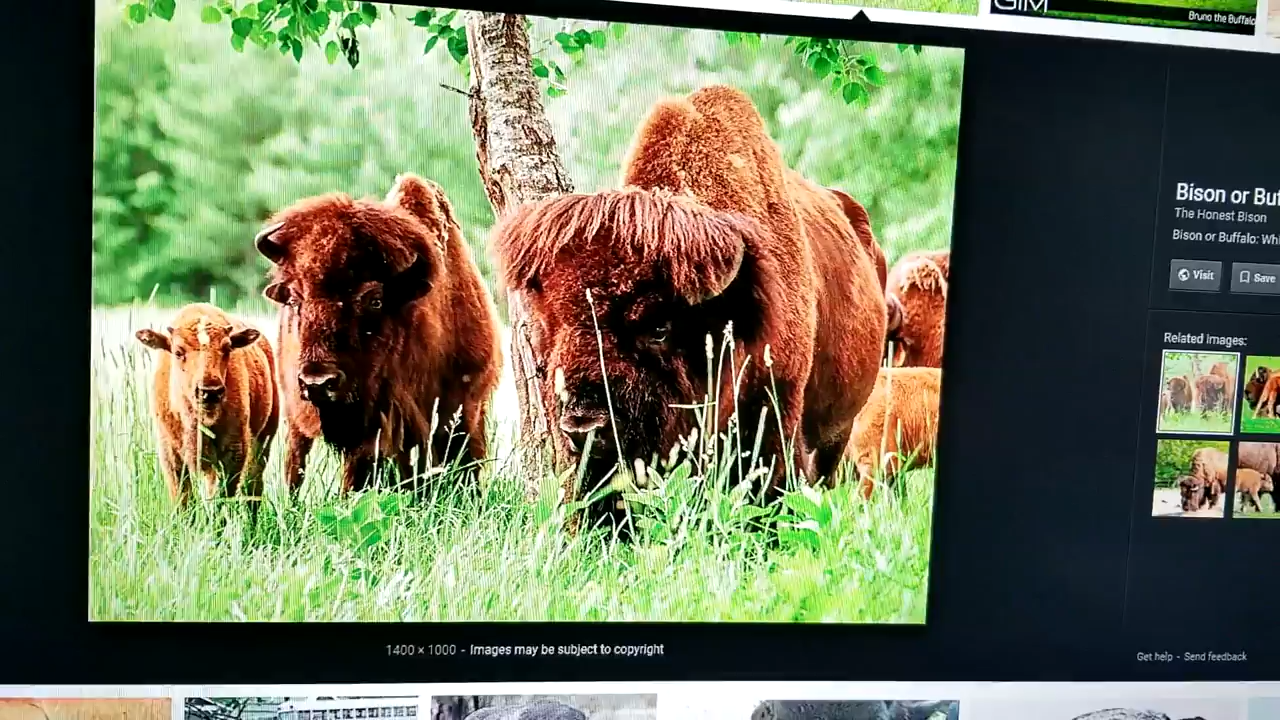 GIM
Bruno the Buffalo
Bison or Buf
The Honest Bison
Bison or Buffalo: Wh
Visit
Save
Related images:
1400 × 1000 - Images may be subject to copyright
Get help - Send feedback